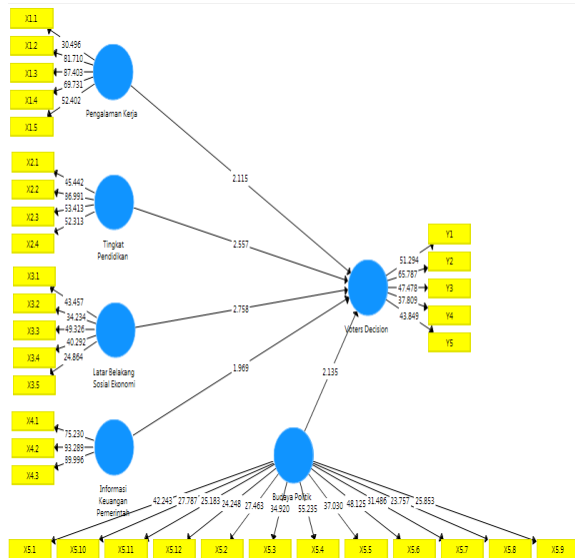 X1.1
X1.2
X1.3
X1.4
X1.5
30.496
81.710
87.403
69.731
52.402
Pengalaman Kerja
2.115
X2.1
X2.2
X2.3
X2.4
45.442
86.991
53.413
52.313
Tingkat
Pendidikan
2.557
X3.1
X3.2
X3.3
X3.4
X3.5
43.457
34.234
49.326
40.292
24.864
Latar Belakang
Sosial Ekonomi
2.758
Y1
Y2
Y3
Y4
Y5
51.294
65.787
47.478
37.809
43.849
Voters Decision
X4.1
X4.2
X4.3
75.230
93.289
39.996
Informasi
Keuangan
Pemerintah
1.969
2.135
Budaya Politik
42.243
27.787
25.183
24.248
27.463
34.920
55.235
37.030
48.125
31.486
23.757
25.853
X5.1
X5.10
X5.11
X5.12
X5.2
X5.3
X5.4
X5.5
X5.6
X5.7
X5.8
X5.9